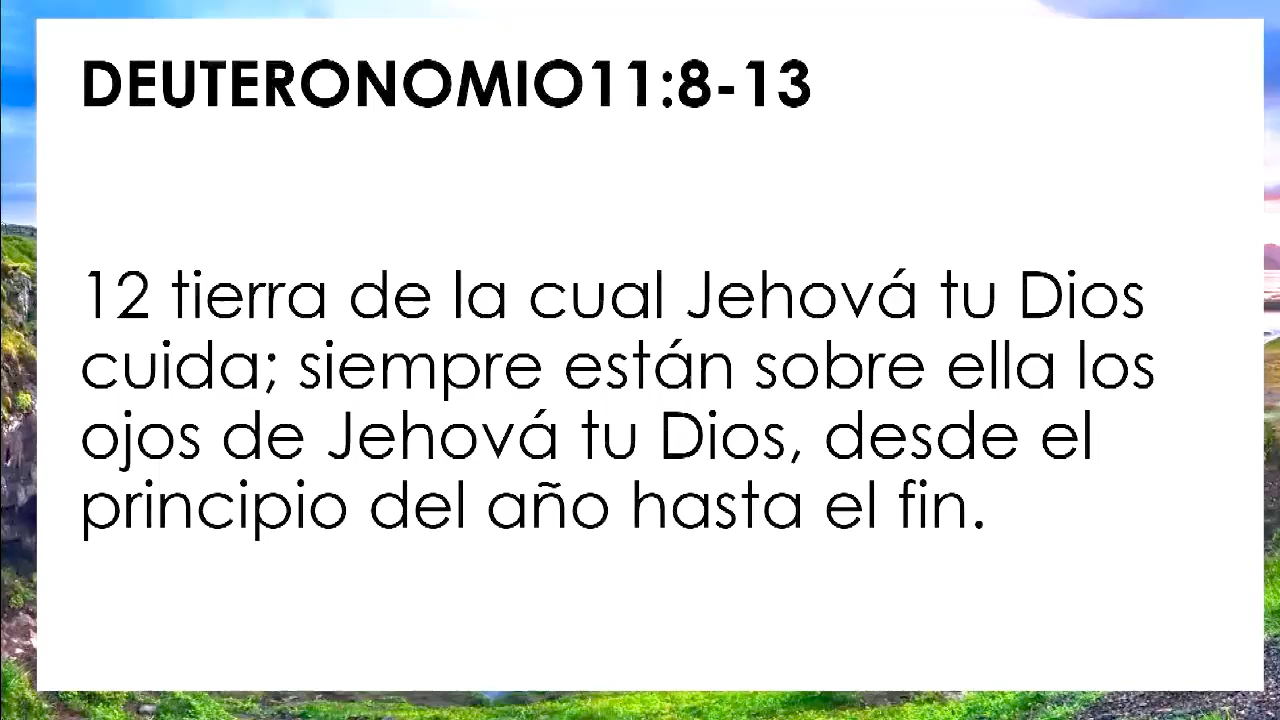 DEUTERONOMIO11:8-13
12 tierra de la cual Jehová tu Dios
cuida; siempre están sobre ella los
ojos de Jehová tu Dios, desde el
principio del año hasta el fin.